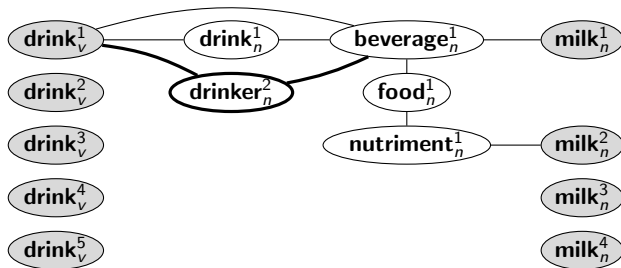 drink¹ᵥ drink¹ₙ beverage¹ₙ milk¹ₙ
drink²ᵥ drinker²ₙ food¹ₙ
drink³ᵥ nutriment¹ₙ milk²ₙ
drink⁴ᵥ milk³ₙ
drink⁵ᵥ milk⁴ₙ